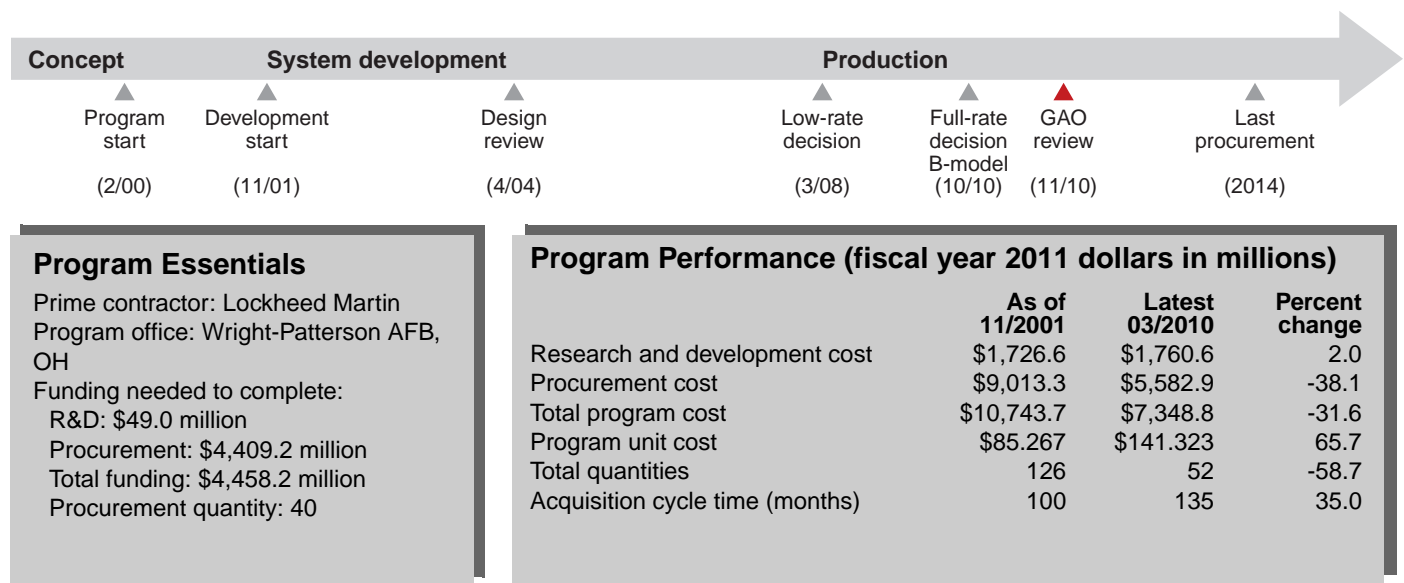 Concept System development Production
Program start
(2/00)
Development start
(11/01)
Design review
(4/04)
Low-rate decision
(3/08)
Full-rate decision B-model
(10/10)
GAO review
(11/10)
Last procurement
(2014)
Program Essentials
Prime contractor: Lockheed Martin
Program office: Wright-Patterson AFB,
OH
Funding needed to complete:
R&D: $49.0 million
Procurement: $4,409.2 million
Total funding: $4,458.2 million
Procurement quantity: 40
Program Performance (fiscal year 2011 dollars in millions)
As of Latest Percent
11/2001 03/2010 change
Research and development cost $1,726.6 $1,760.6 2.0
Procurement cost $9,013.3 $5,582.9 -38.1
Total program cost $10,743.7 $7,348.8 -31.6
Program unit cost $85.267 $141.323 65.7
Total quantities 126 52 -58.7
Acquisition cycle time (months) 100 135 35.0